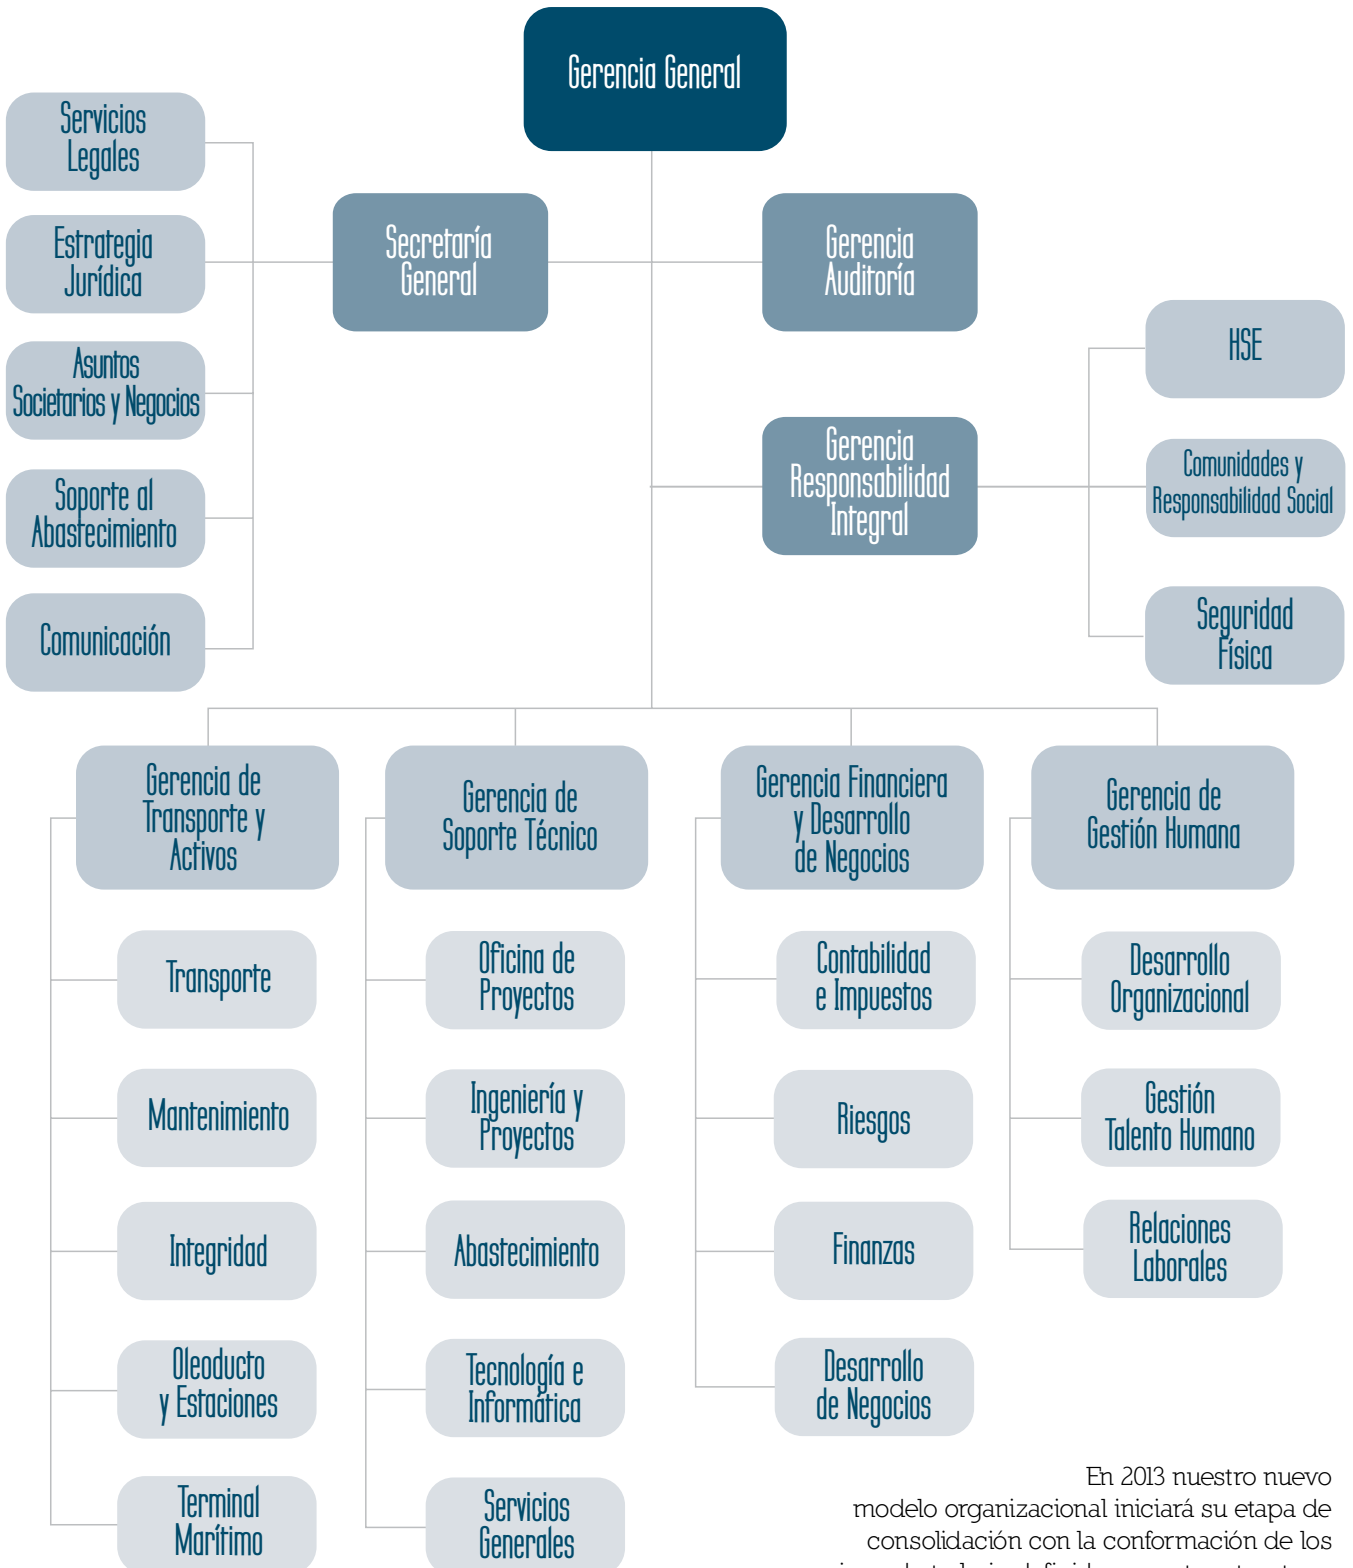 Gerencia General
Servicios
Legales
Estrategia
Jurídica
Asuntos
Societarios y Negocios
Soporte al
Abastecimiento
Comunicación
Secretaría
General
Gerencia
Auditoría
Gerencia
Responsabilidad
Integral
HSE
Comunidades y
Responsabilidad Social
Seguridad
Física
Gerencia de
Transporte y
Activos
Transporte
Mantenimiento
Integridad
Oleoducto
y Estaciones
Terminal
Marítimo
Gerencia de
Soporte Técnico
Oficina de
Proyectos
Ingeniería y
Proyectos
Abastecimiento
Tecnología e
Informática
Servicios
Generales
Gerencia Financiera
y Desarrollo
de Negocios
Contabilidad
e Impuestos
Riesgos
Finanzas
Desarrollo
de Negocios
Gerencia de
Gestión Humana
Desarrollo
Organizacional
Gestión
Talento Humano
Relaciones
Laborales
En 2013 nuestro nuevo
modelo organizacional iniciará su etapa de
consolidación con la conformación de los